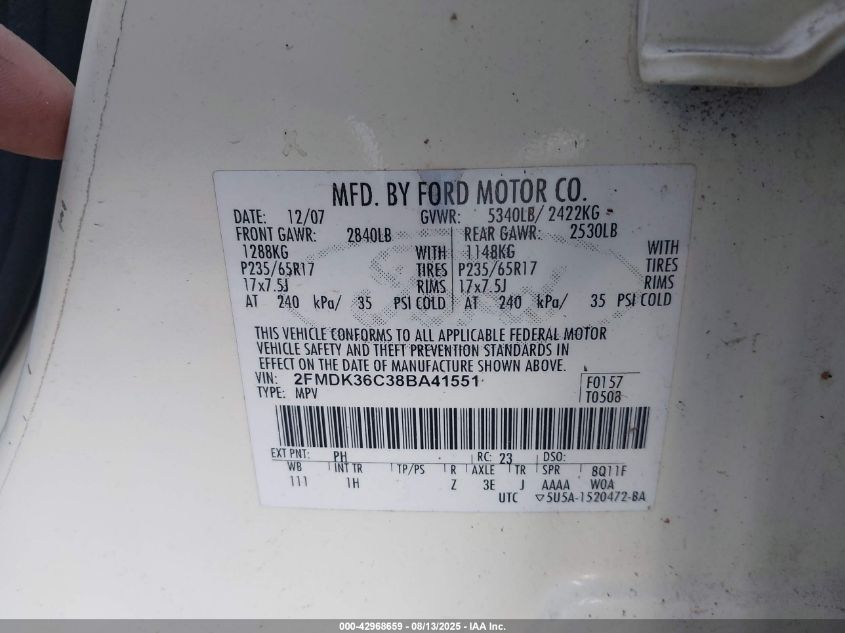 MFD. BY FORD MOTOR CO.
DATE: 12/07 GVWR: 5340LB/ 2422KG
FRONT GAWR: 2840LB REAR GAWR: 2530LB
1288KG WITH 1148KG WITH
P235/65R17 TIRES P235/65R17 TIRES
17x7.5J RIMS 17x7.5J RIMS
AT 240 kPa/ 35 PSI COLD AT 240 kPa/ 35 PSI COLD
THIS VEHICLE CONFORMS TO ALL APPLICABLE FEDERAL MOTOR
VEHICLE SAFETY AND THEFT PREVENTION STANDARDS IN
EFFECT ON THE DATE OF MANUFACTURE SHOWN ABOVE.
VIN: 2FMDK36C38BA41551 F0157
TYPE: MPV T0508
EXT PNT: PH RC: 23 DSO:
WB INT TR TP/PS R AXLE TR SPR 8Q11F
111 1H Z 3E J AAAA WOA
UTC ▽5U5A-1520472-BA
000-42968659 - 08/13/2025 - IAA Inc.